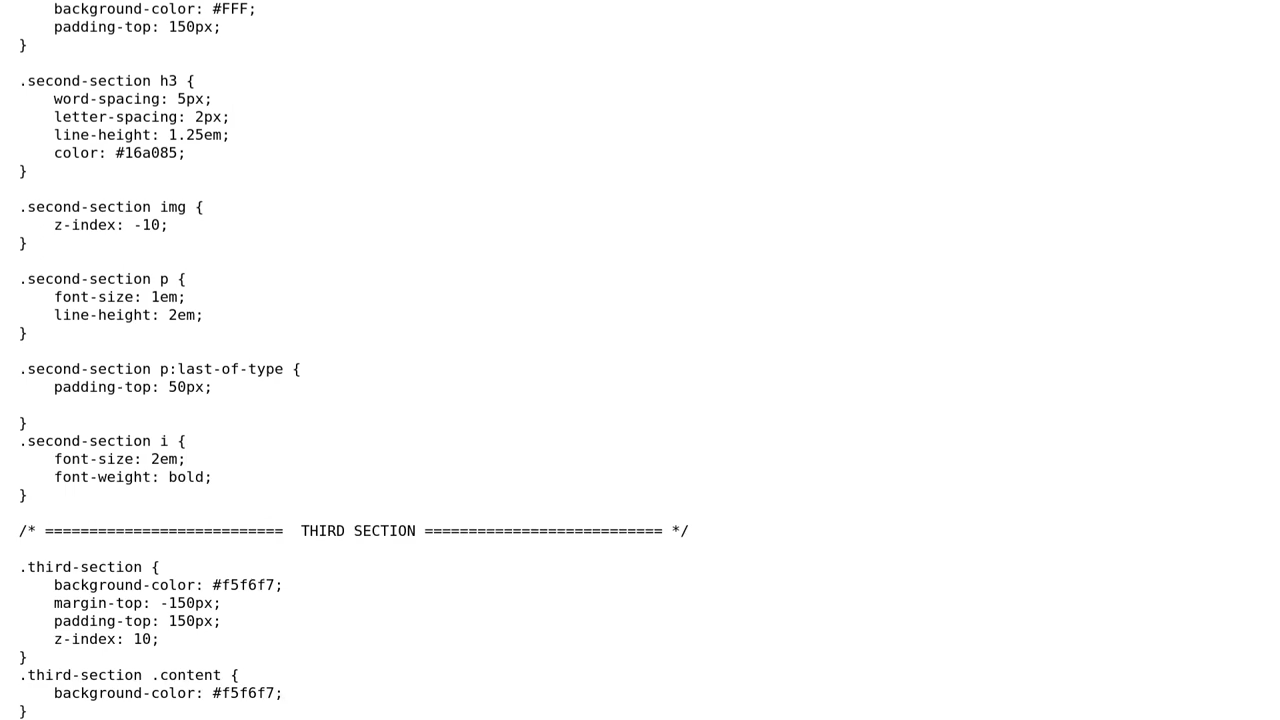 background-color: #FFF;
    padding-top: 150px;
}

.second-section h3 {
    word-spacing: 5px;
    letter-spacing: 2px;
    line-height: 1.25em;
    color: #16a085;
}

.second-section img {
    z-index: -10;
}

.second-section p {
    font-size: 1em;
    line-height: 2em;
}

.second-section p:last-of-type {
    padding-top: 50px;

}
.second-section i {
    font-size: 2em;
    font-weight: bold;
}

/* ===========================  THIRD SECTION =========================== */

.third-section {
    background-color: #f5f6f7;
    margin-top: -150px;
    padding-top: 150px;
    z-index: 10;
}
.third-section .content {
    background-color: #f5f6f7;
}